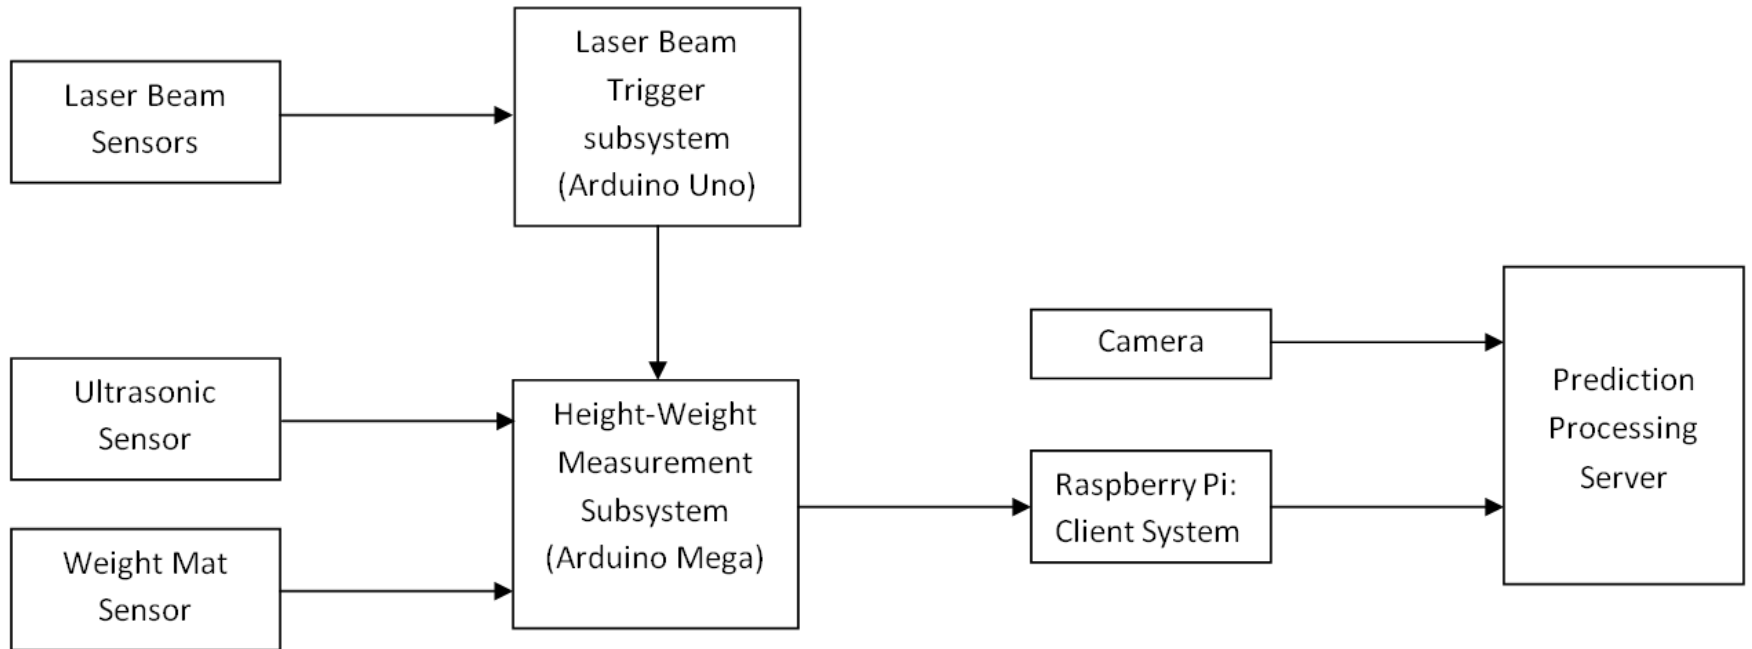 Laser Beam
Sensors
Laser Beam
Trigger
subsystem
(Arduino Uno)
Ultrasonic
Sensor
Weight Mat
Sensor
Height-Weight
Measurement
Subsystem
(Arduino Mega)
Camera
Raspberry Pi:
Client System
Prediction
Processing
Server